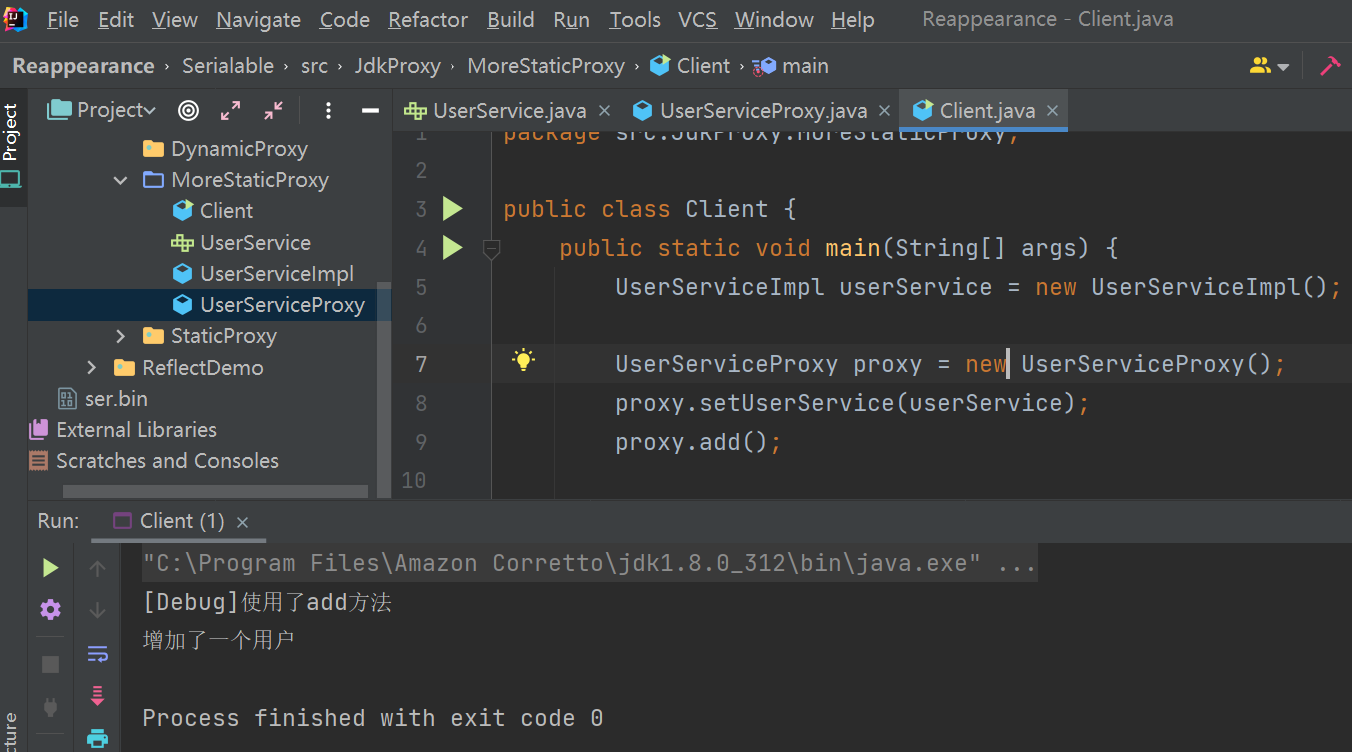 File Edit View Navigate Code Refactor Build Run Tools VCS Window Help Reappearance - Client.java
Reappearance › Serialable › src › JdkProxy › MoreStaticProxy › Client › main
Project
Project
UserService.java × UserServiceProxy.java × Client.java ×
DynamicProxy
MoreStaticProxy
Client
UserService
UserServiceImpl
UserServiceProxy
StaticProxy
ReflectDemo
ser.bin
External Libraries
Scratches and Consoles
1 package src.JdkProxy.MoreStaticProxy;
2
3 public class Client {
4 public static void main(String[] args) {
5 UserServiceImpl userService = new UserServiceImpl();
6
7 UserServiceProxy proxy = new UserServiceProxy();
8 proxy.setUserService(userService);
9 proxy.add();
10
Run: Client (1) ×
"C:\Program Files\Amazon Corretto\jdk1.8.0_312\bin\java.exe" ...
[Debug]使用了add方法
增加了一个用户
Process finished with exit code 0